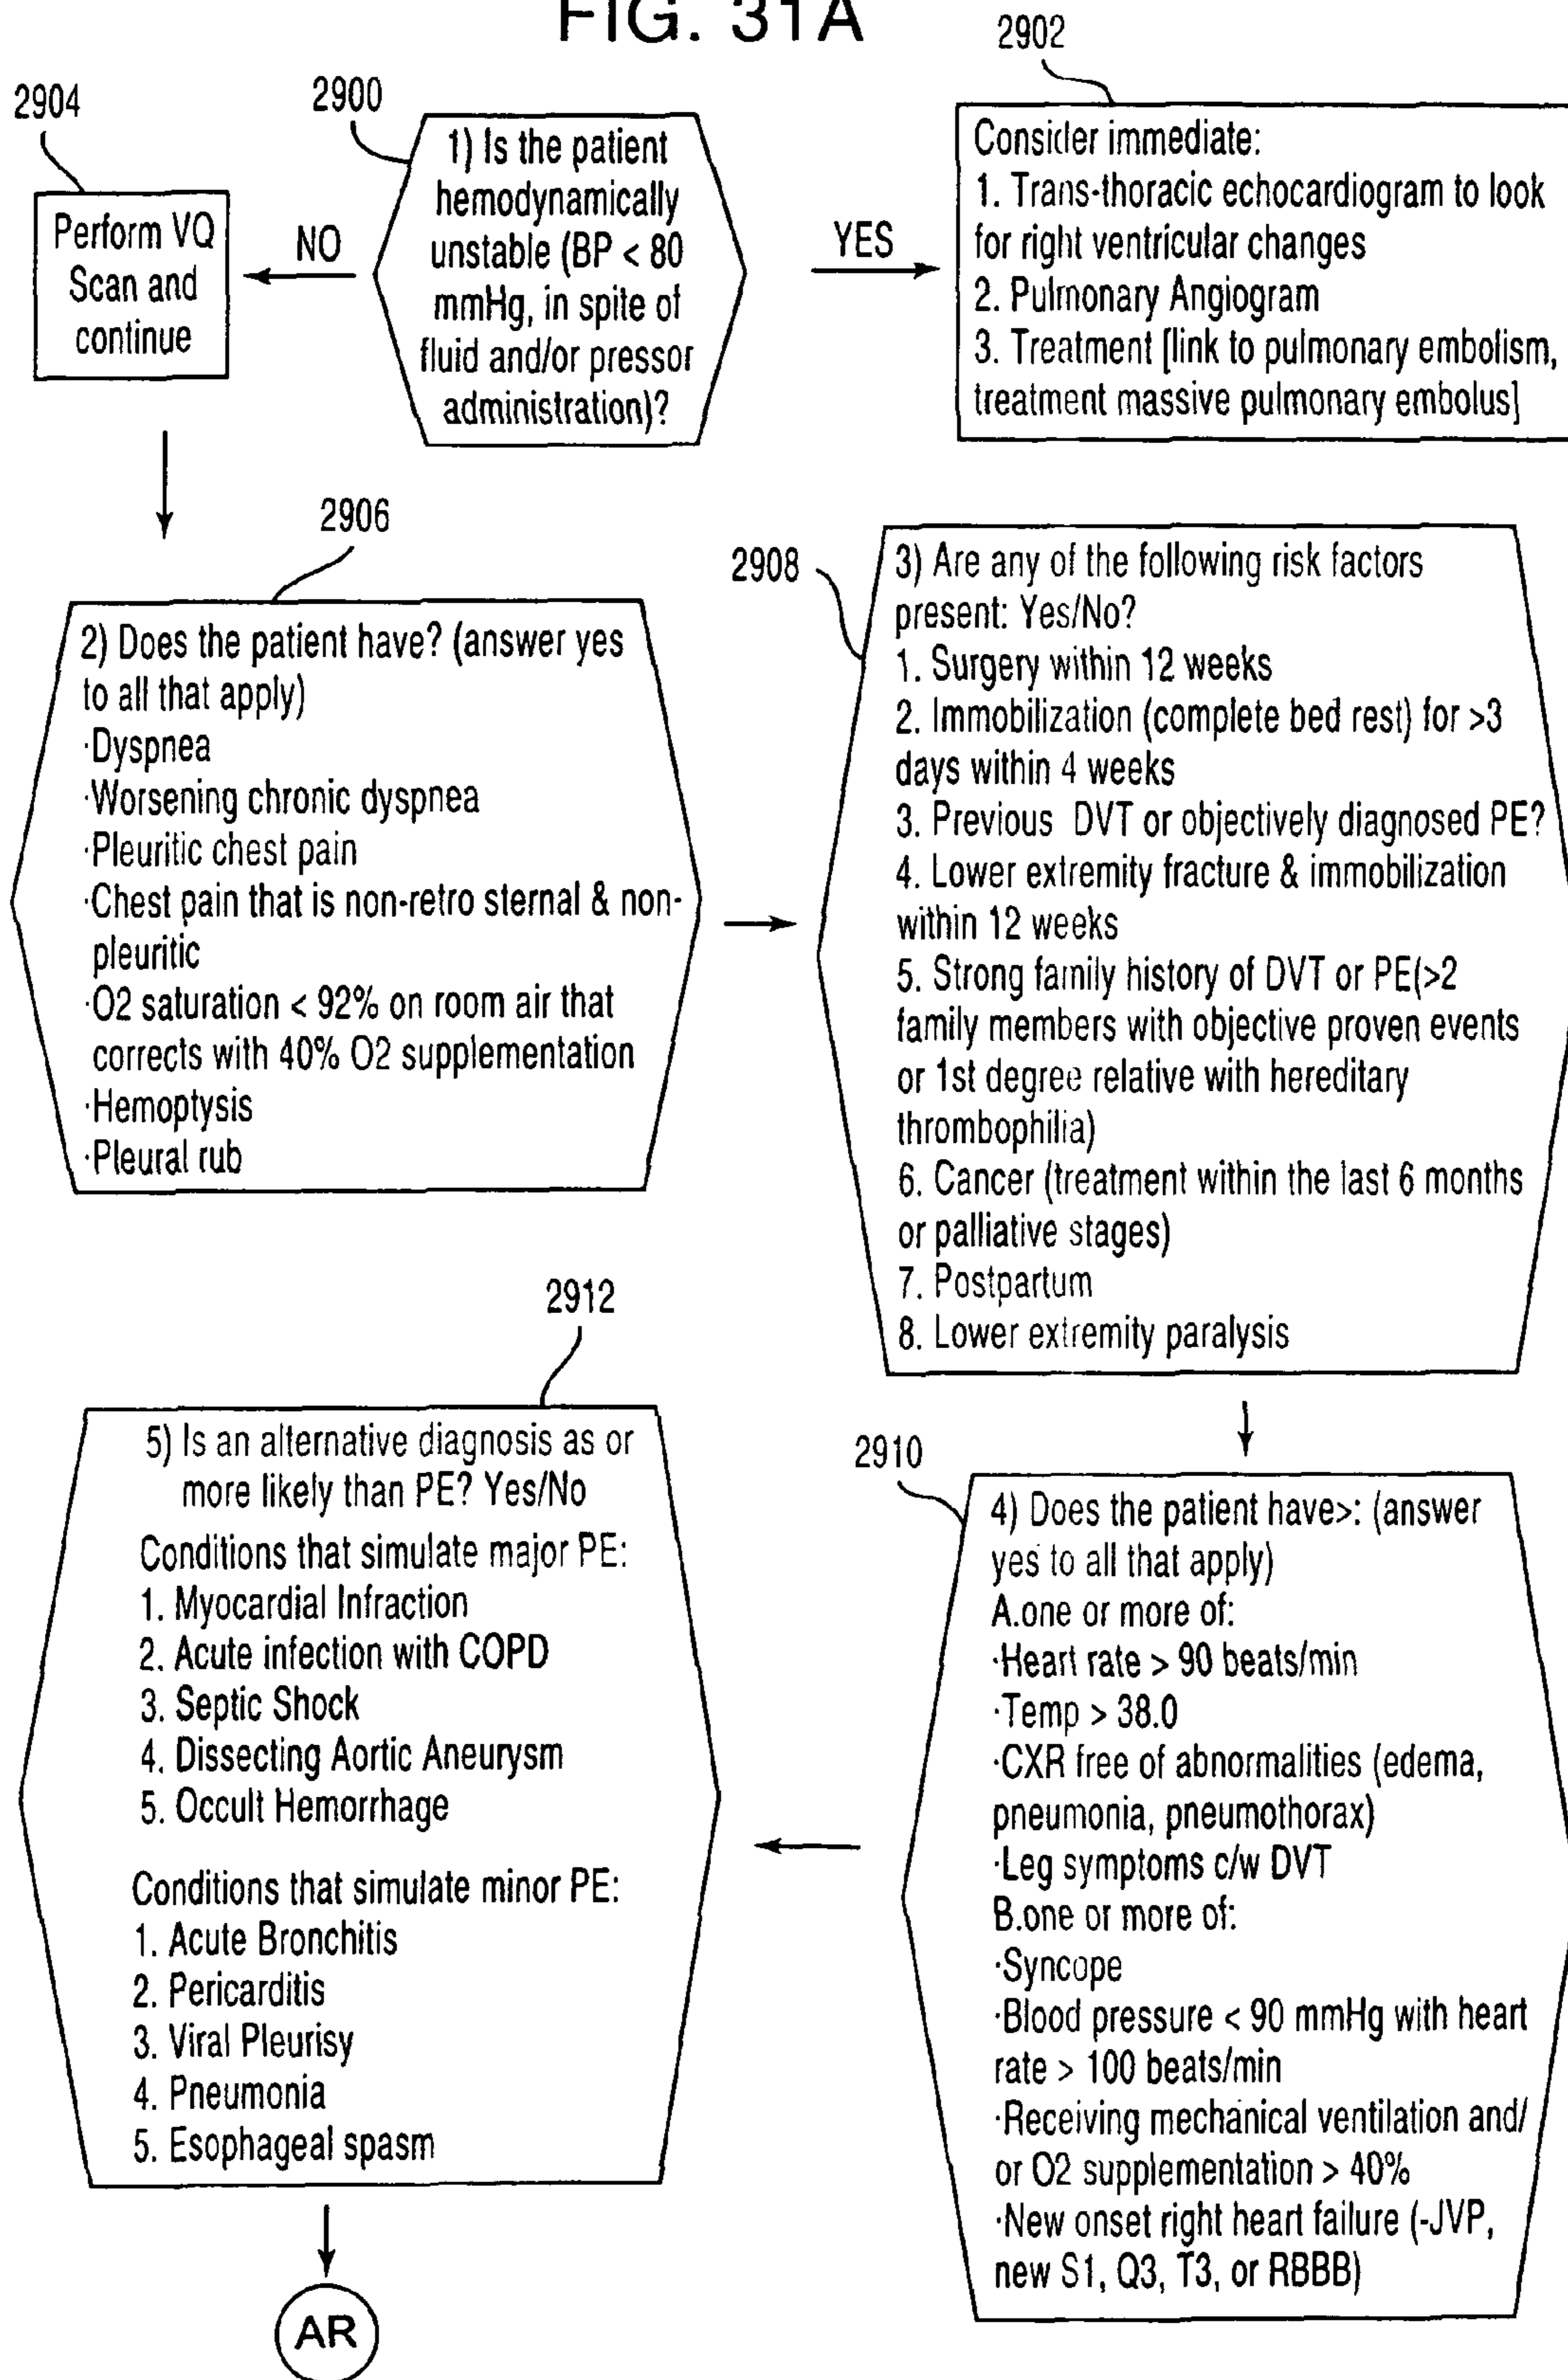 FIG. 31A
2904
2900
2902
Perform VQ
Scan and
continue
NO
1) Is the patient
hemodynamically
unstable (BP < 80
mmHg, in spite of
fluid and/or pressor
administration)?
YES
Consider immediate:
1. Trans-thoracic echocardiogram to look
for right ventricular changes
2. Pulmonary Angiogram
3. Treatment [link to pulmonary embolism,
treatment massive pulmonary embolus]
2906
2) Does the patient have? (answer yes
to all that apply)
·Dyspnea
·Worsening chronic dyspnea
·Pleuritic chest pain
·Chest pain that is non-retro sternal & non-
pleuritic
·O2 saturation < 92% on room air that
corrects with 40% O2 supplementation
·Hemoptysis
·Pleural rub
2908
3) Are any of the following risk factors
present: Yes/No?
1. Surgery within 12 weeks
2. Immobilization (complete bed rest) for >3
days within 4 weeks
3. Previous DVT or objectively diagnosed PE?
4. Lower extremity fracture & immobilization
within 12 weeks
5. Strong family history of DVT or PE(>2
family members with objective proven events
or 1st degree relative with hereditary
thrombophilia)
6. Cancer (treatment within the last 6 months
or palliative stages)
7. Postpartum
8. Lower extremity paralysis
2910
4) Does the patient have>: (answer
yes to all that apply)
A.one or more of:
·Heart rate > 90 beats/min
·Temp > 38.0
·CXR free of abnormalities (edema,
pneumonia, pneumothorax)
·Leg symptoms c/w DVT
B.one or more of:
·Syncope
·Blood pressure < 90 mmHg with heart
rate > 100 beats/min
·Receiving mechanical ventilation and/
or O2 supplementation > 40%
·New onset right heart failure (-JVP,
new S1, Q3, T3, or RBBB)
2912
5) Is an alternative diagnosis as or
more likely than PE? Yes/No
Conditions that simulate major PE:
1. Myocardial Infraction
2. Acute infection with COPD
3. Septic Shock
4. Dissecting Aortic Aneurysm
5. Occult Hemorrhage
Conditions that simulate minor PE:
1. Acute Bronchitis
2. Pericarditis
3. Viral Pleurisy
4. Pneumonia
5. Esophageal spasm
AR